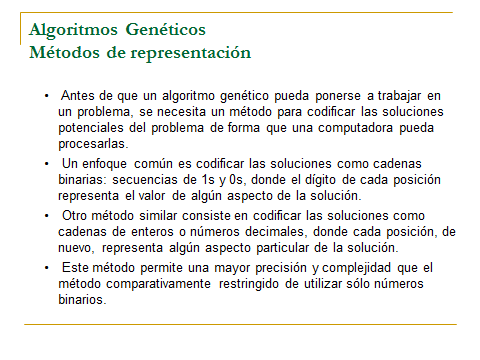 Algoritmos Genéticos
Métodos de representación
• Antes de que un algoritmo genético pueda ponerse a trabajar en
un problema, se necesita un método para codificar las soluciones
potenciales del problema de forma que una computadora pueda
procesarlas.
• Un enfoque común es codificar las soluciones como cadenas
binarias: secuencias de 1s y 0s, donde el dígito de cada posición
representa el valor de algún aspecto de la solución.
• Otro método similar consiste en codificar las soluciones como
cadenas de enteros o números decimales, donde cada posición, de
nuevo, representa algún aspecto particular de la solución.
• Este método permite una mayor precisión y complejidad que el
método comparativamente restringido de utilizar sólo números
binarios.